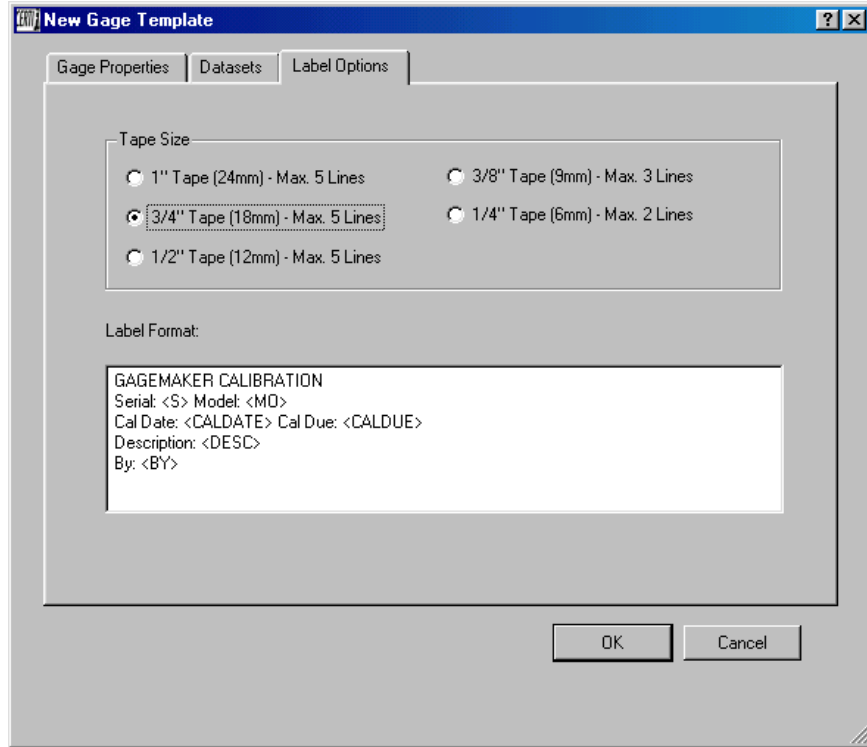 New Gage Template
Gage Properties
Datasets
Label Options
Tape Size
1" Tape (24mm) - Max. 5 Lines
3/4" Tape (18mm) - Max. 5 Lines
1/2" Tape (12mm) - Max. 5 Lines
3/8" Tape (9mm) - Max. 3 Lines
1/4" Tape (6mm) - Max. 2 Lines
Label Format:
GAGEMAKER CALIBRATION
Serial: <S> Model: <MO>
Cal Date: <CALDATE> Cal Due: <CALDUE>
Description: <DESC>
By: <BY>
OK
Cancel